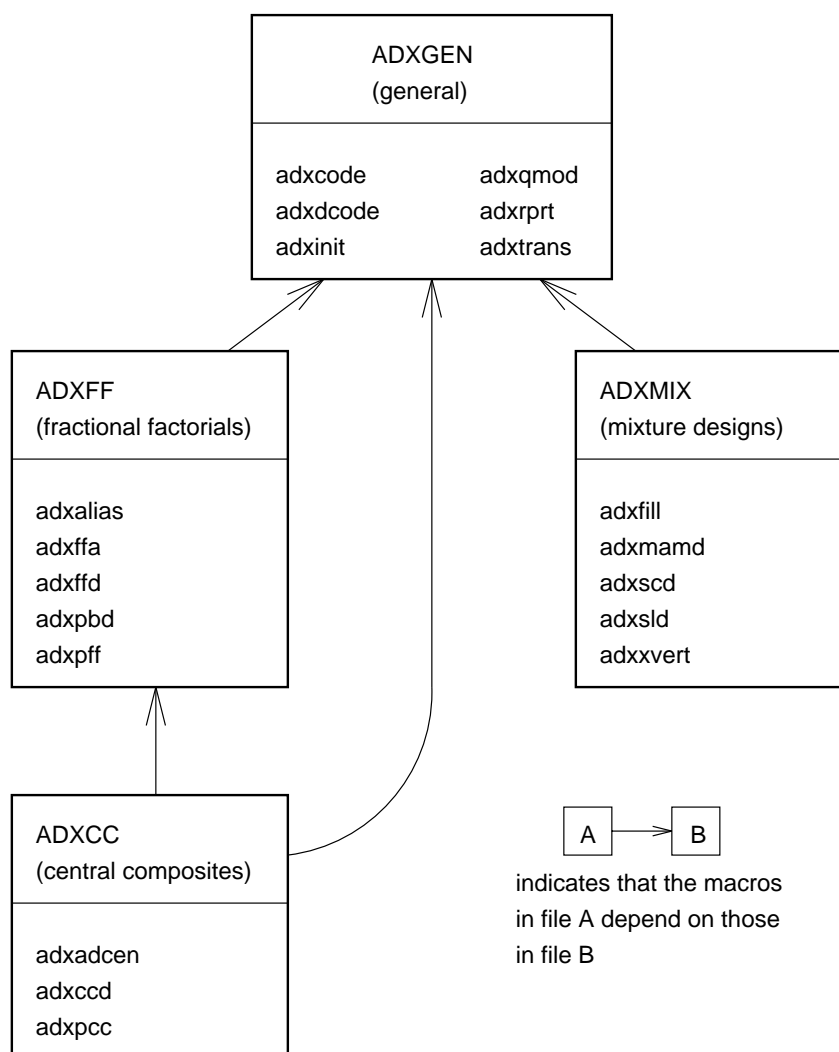 ADXGEN
(general)
adxcode adxqmod
adxdcode adxrprt
adxinit adxtrans
ADXFF
(fractional factorials)
adxalias
adxffa
adxffd
adxpbd
adxpff
ADXMIX
(mixture designs)
adxfill
adxmamd
adxscd
adxsld
adxxvert
ADXCC
(central composites)
adxadcen
adxccd
adxpcc
A B
indicates that the macros
in file A depend on those
in file B